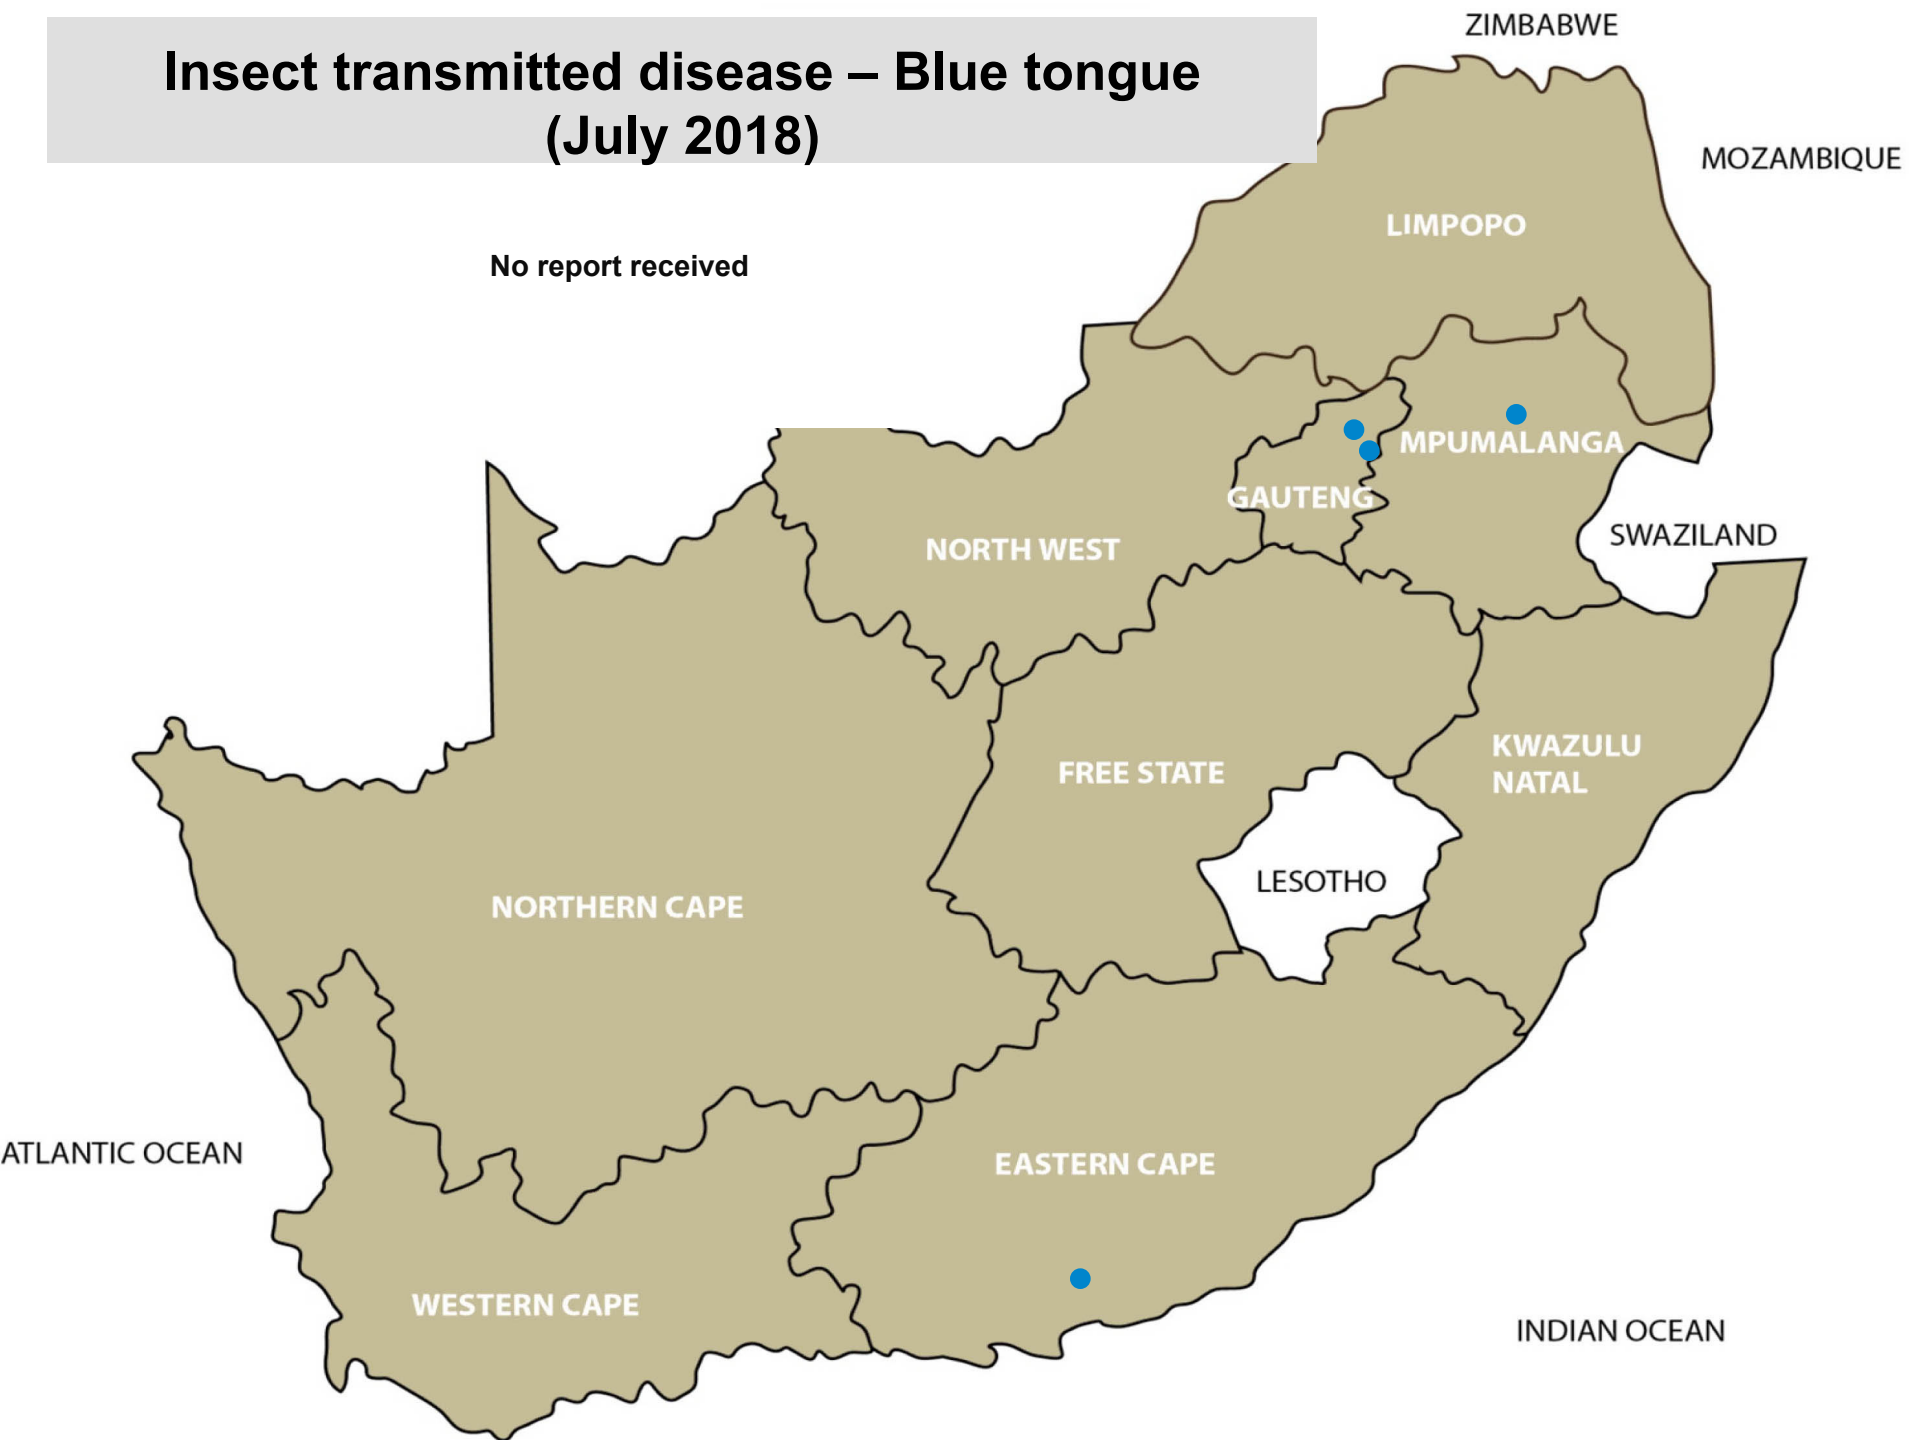 Insect transmitted disease – Blue tongue
(July 2018)
ZIMBABWE
MOZAMBIQUE
LIMPOPO
No report received
MPUMALANGA
GAUTENG
SWAZILAND
NORTH WEST
KWAZULU
NATAL
FREE STATE
LESOTHO
NORTHERN CAPE
ATLANTIC OCEAN
EASTERN CAPE
WESTERN CAPE
INDIAN OCEAN